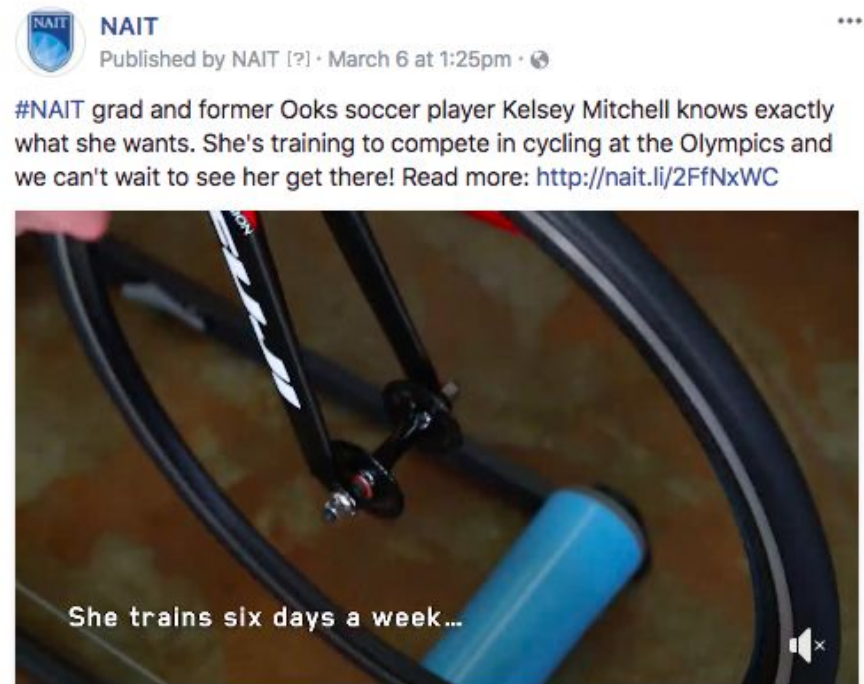 NAIT
NAIT
Published by NAIT [?] · March 6 at 1:25pm ·
#NAIT grad and former Ooks soccer player Kelsey Mitchell knows exactly
what she wants. She's training to compete in cycling at the Olympics and
we can't wait to see her get there! Read more: http://nait.li/2FfNxWC
She trains six days a week...